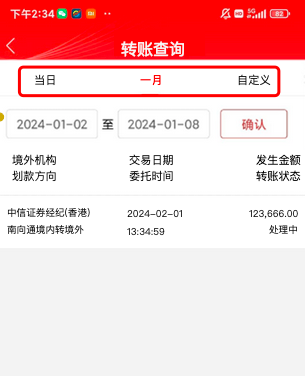 下午2:34
5G
82
转账查询
当日 一月 自定义
2024-01-02 至 2024-01-08 确认
境外机构 交易日期 发生金额
划款方向 委托时间 转账状态
中信证券经纪(香港) 2024-02-01 123,666.00
南向通境内转境外 13:34:59 处理中